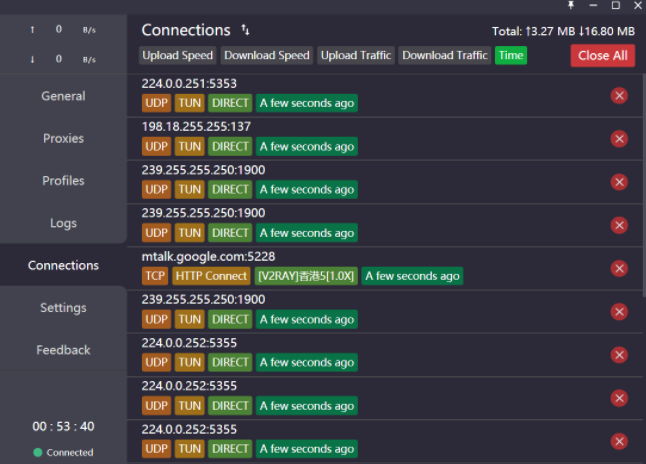 ↑ 0 B/s
↓ 0 B/s
General
Proxies
Profiles
Logs
Connections
Settings
Feedback
00 : 53 : 40
Connected
Connections
Total: ↑3.27 MB ↓16.80 MB
Upload Speed Download Speed Upload Traffic Download Traffic Time Close All
224.0.0.251:5353
UDP TUN DIRECT A few seconds ago
198.18.255.255:137
UDP TUN DIRECT A few seconds ago
239.255.255.250:1900
UDP TUN DIRECT A few seconds ago
239.255.255.250:1900
UDP TUN DIRECT A few seconds ago
mtalk.google.com:5228
TCP HTTP Connect [V2RAY]香港5[1.0X] A few seconds ago
239.255.255.250:1900
UDP TUN DIRECT A few seconds ago
224.0.0.252:5355
UDP TUN DIRECT A few seconds ago
224.0.0.252:5355
UDP TUN DIRECT A few seconds ago
224.0.0.252:5355
UDP TUN DIRECT A few seconds ago